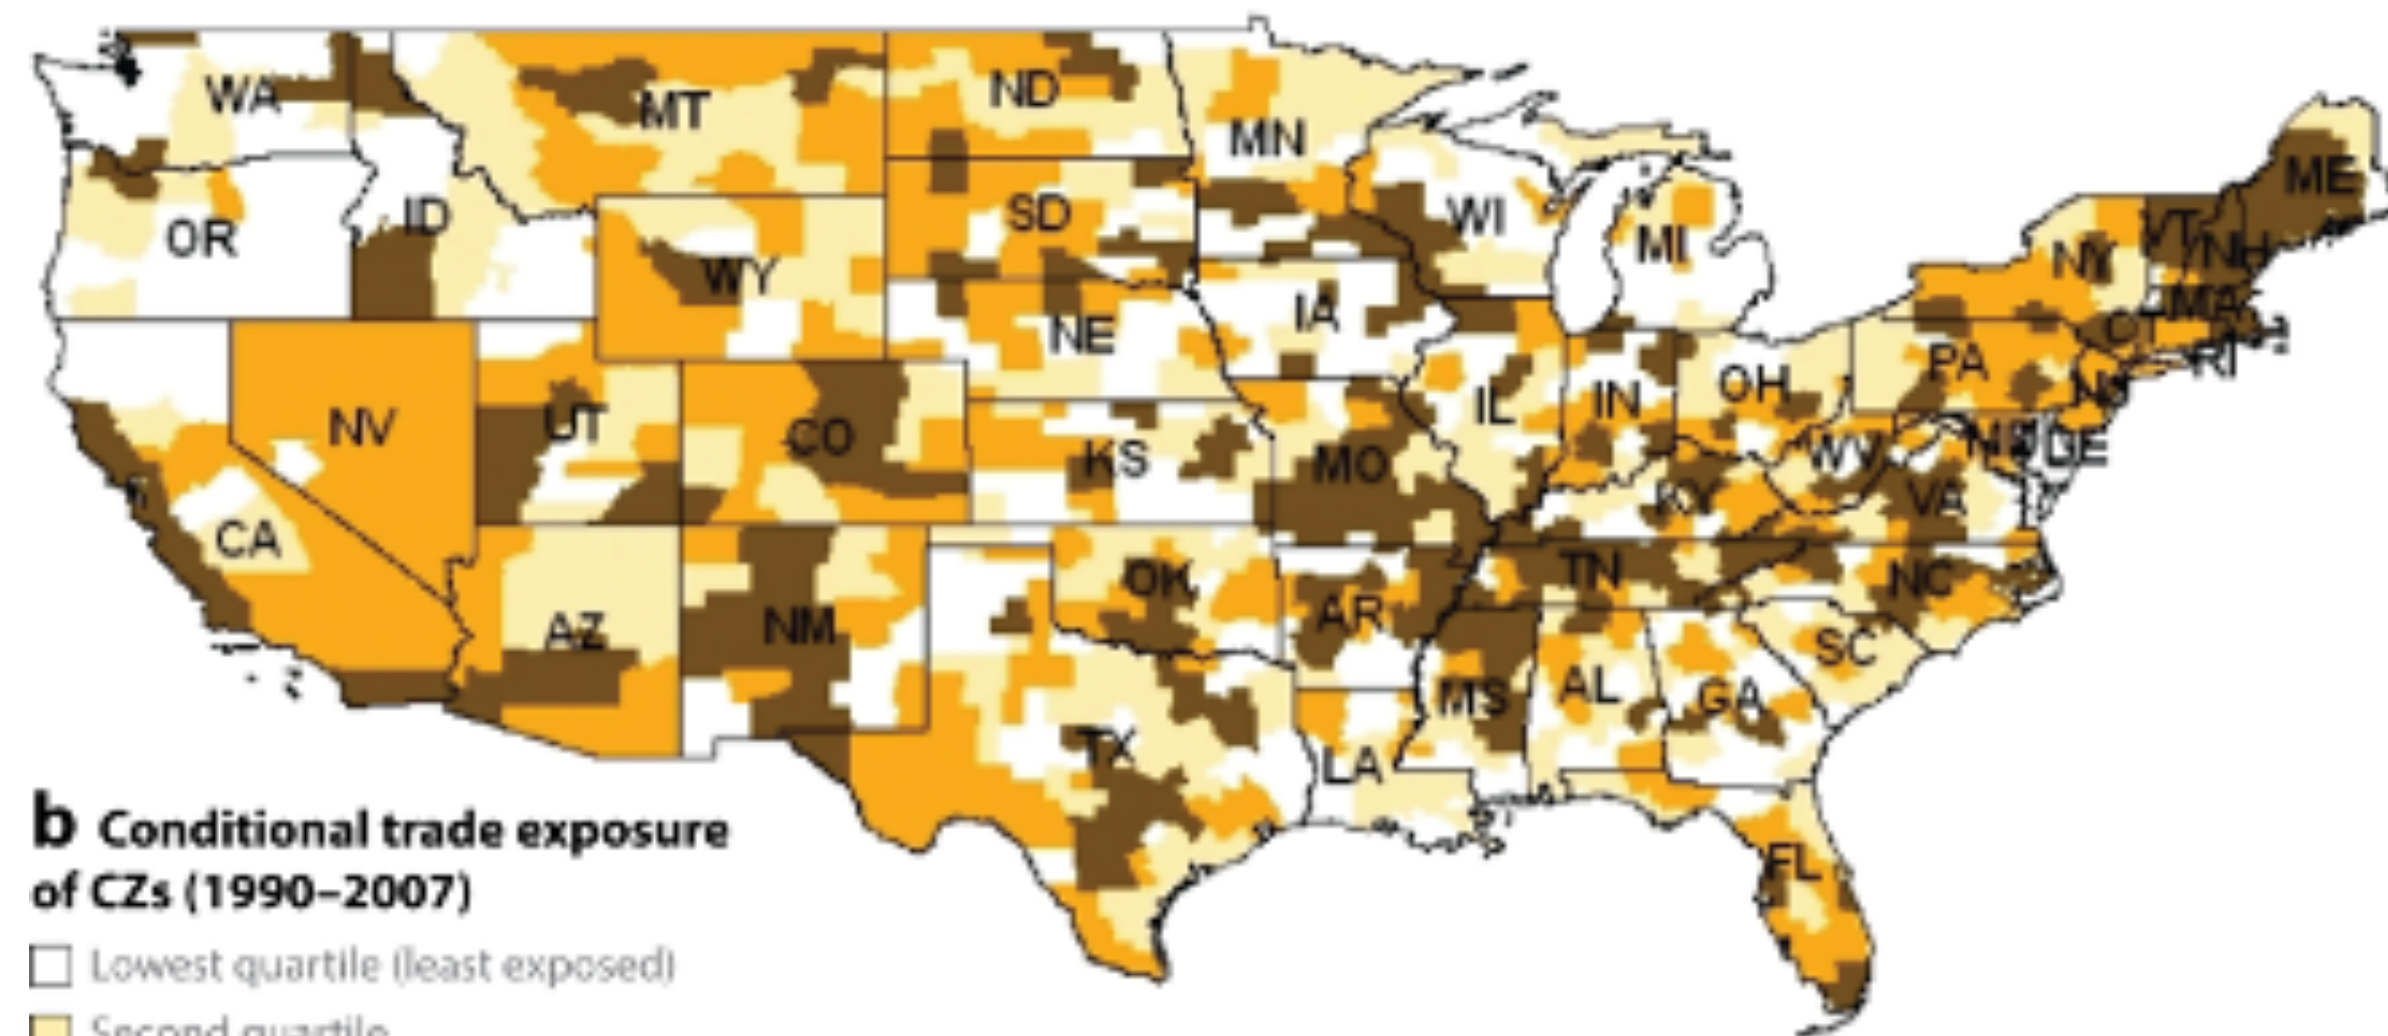 WA
MT
ND
MN
ME
OR
ID
SD
WI
MI
NY
VT
NH
WY
MA
IA
NE
CT
RI
PA
NV
UT
CO
KS
MO
IL
IN
OH
NJ
WV
DE
CA
KY
VA
AZ
NM
OK
AR
TN
NC
SC
MS
AL
GA
TX
LA
FL
b Conditional trade exposure
of CZs (1990–2007)
Lowest quartile (least exposed)
Second quartile